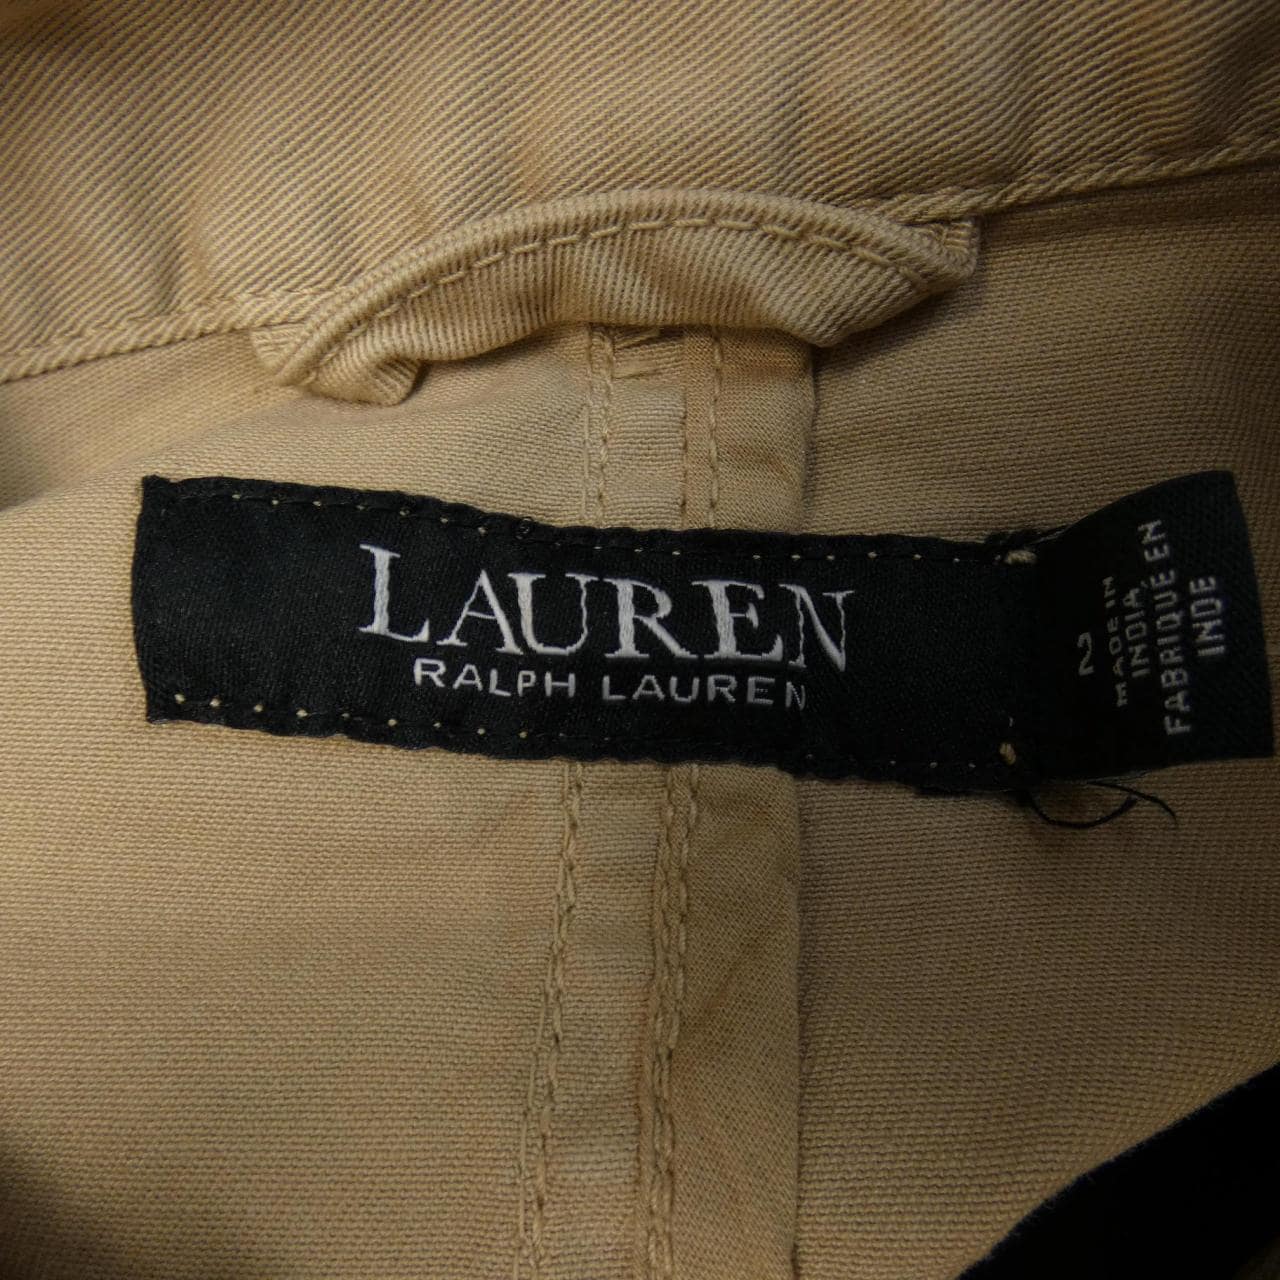 LAUREN
RALPH LAUREN
2
MADE IN
INDIA
FABRIQUE EN
INDE